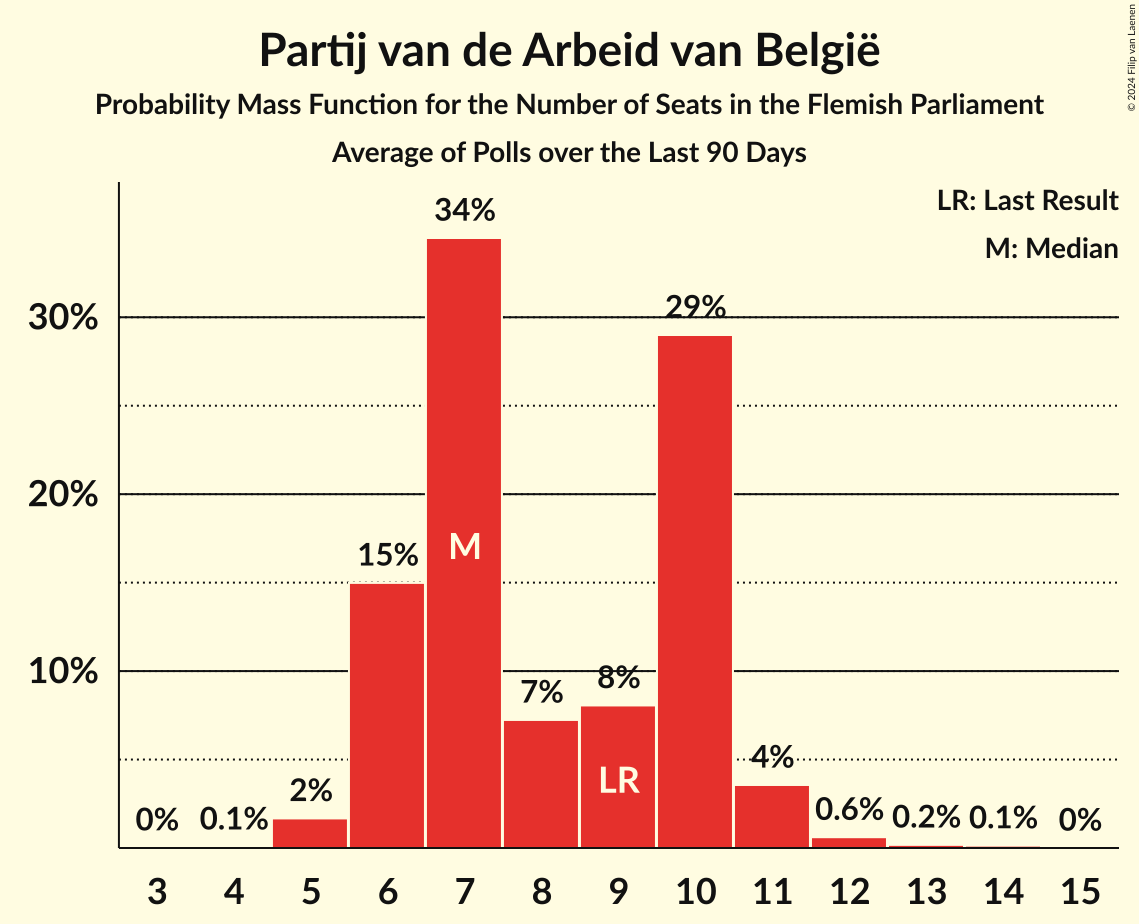 Partij van de Arbeid van België
Probability Mass Function for the Number of Seats in the Flemish Parliament
Average of Polls over the Last 90 Days
© 2024 Filip van Laenen
LR: Last Result
M: Median
34%
30%
29%
20%
15%
M
10%
7%
8%
LR
4%
2%
0%
0.1%
0.6%
0.2%
0.1%
0%
3 4 5 6 7 8 9 10 11 12 13 14 15